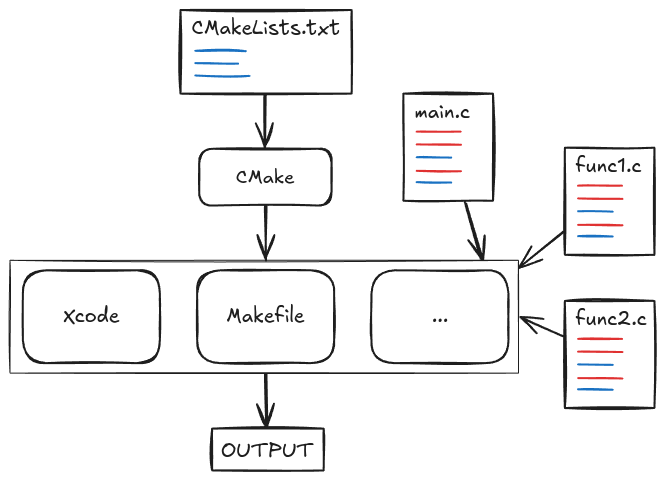 CMakeLists.txt
main.c
func1.c
CMake
Xcode
Makefile
...
func2.c
OUTPUT